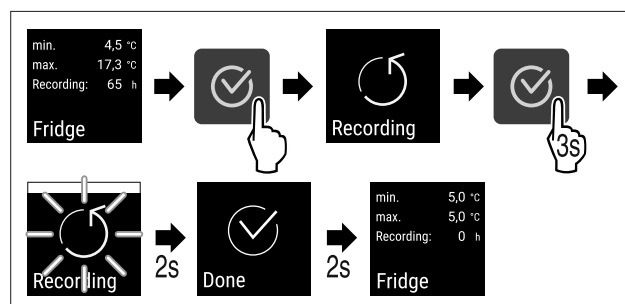 min. 4,5 °C
max. 17,3 °C
Recording: 65 h
Fridge
Recording
3s
Recording
2s
Done
2s
min. 5,0 °C
max. 5,0 °C
Recording: 0 h
Fridge